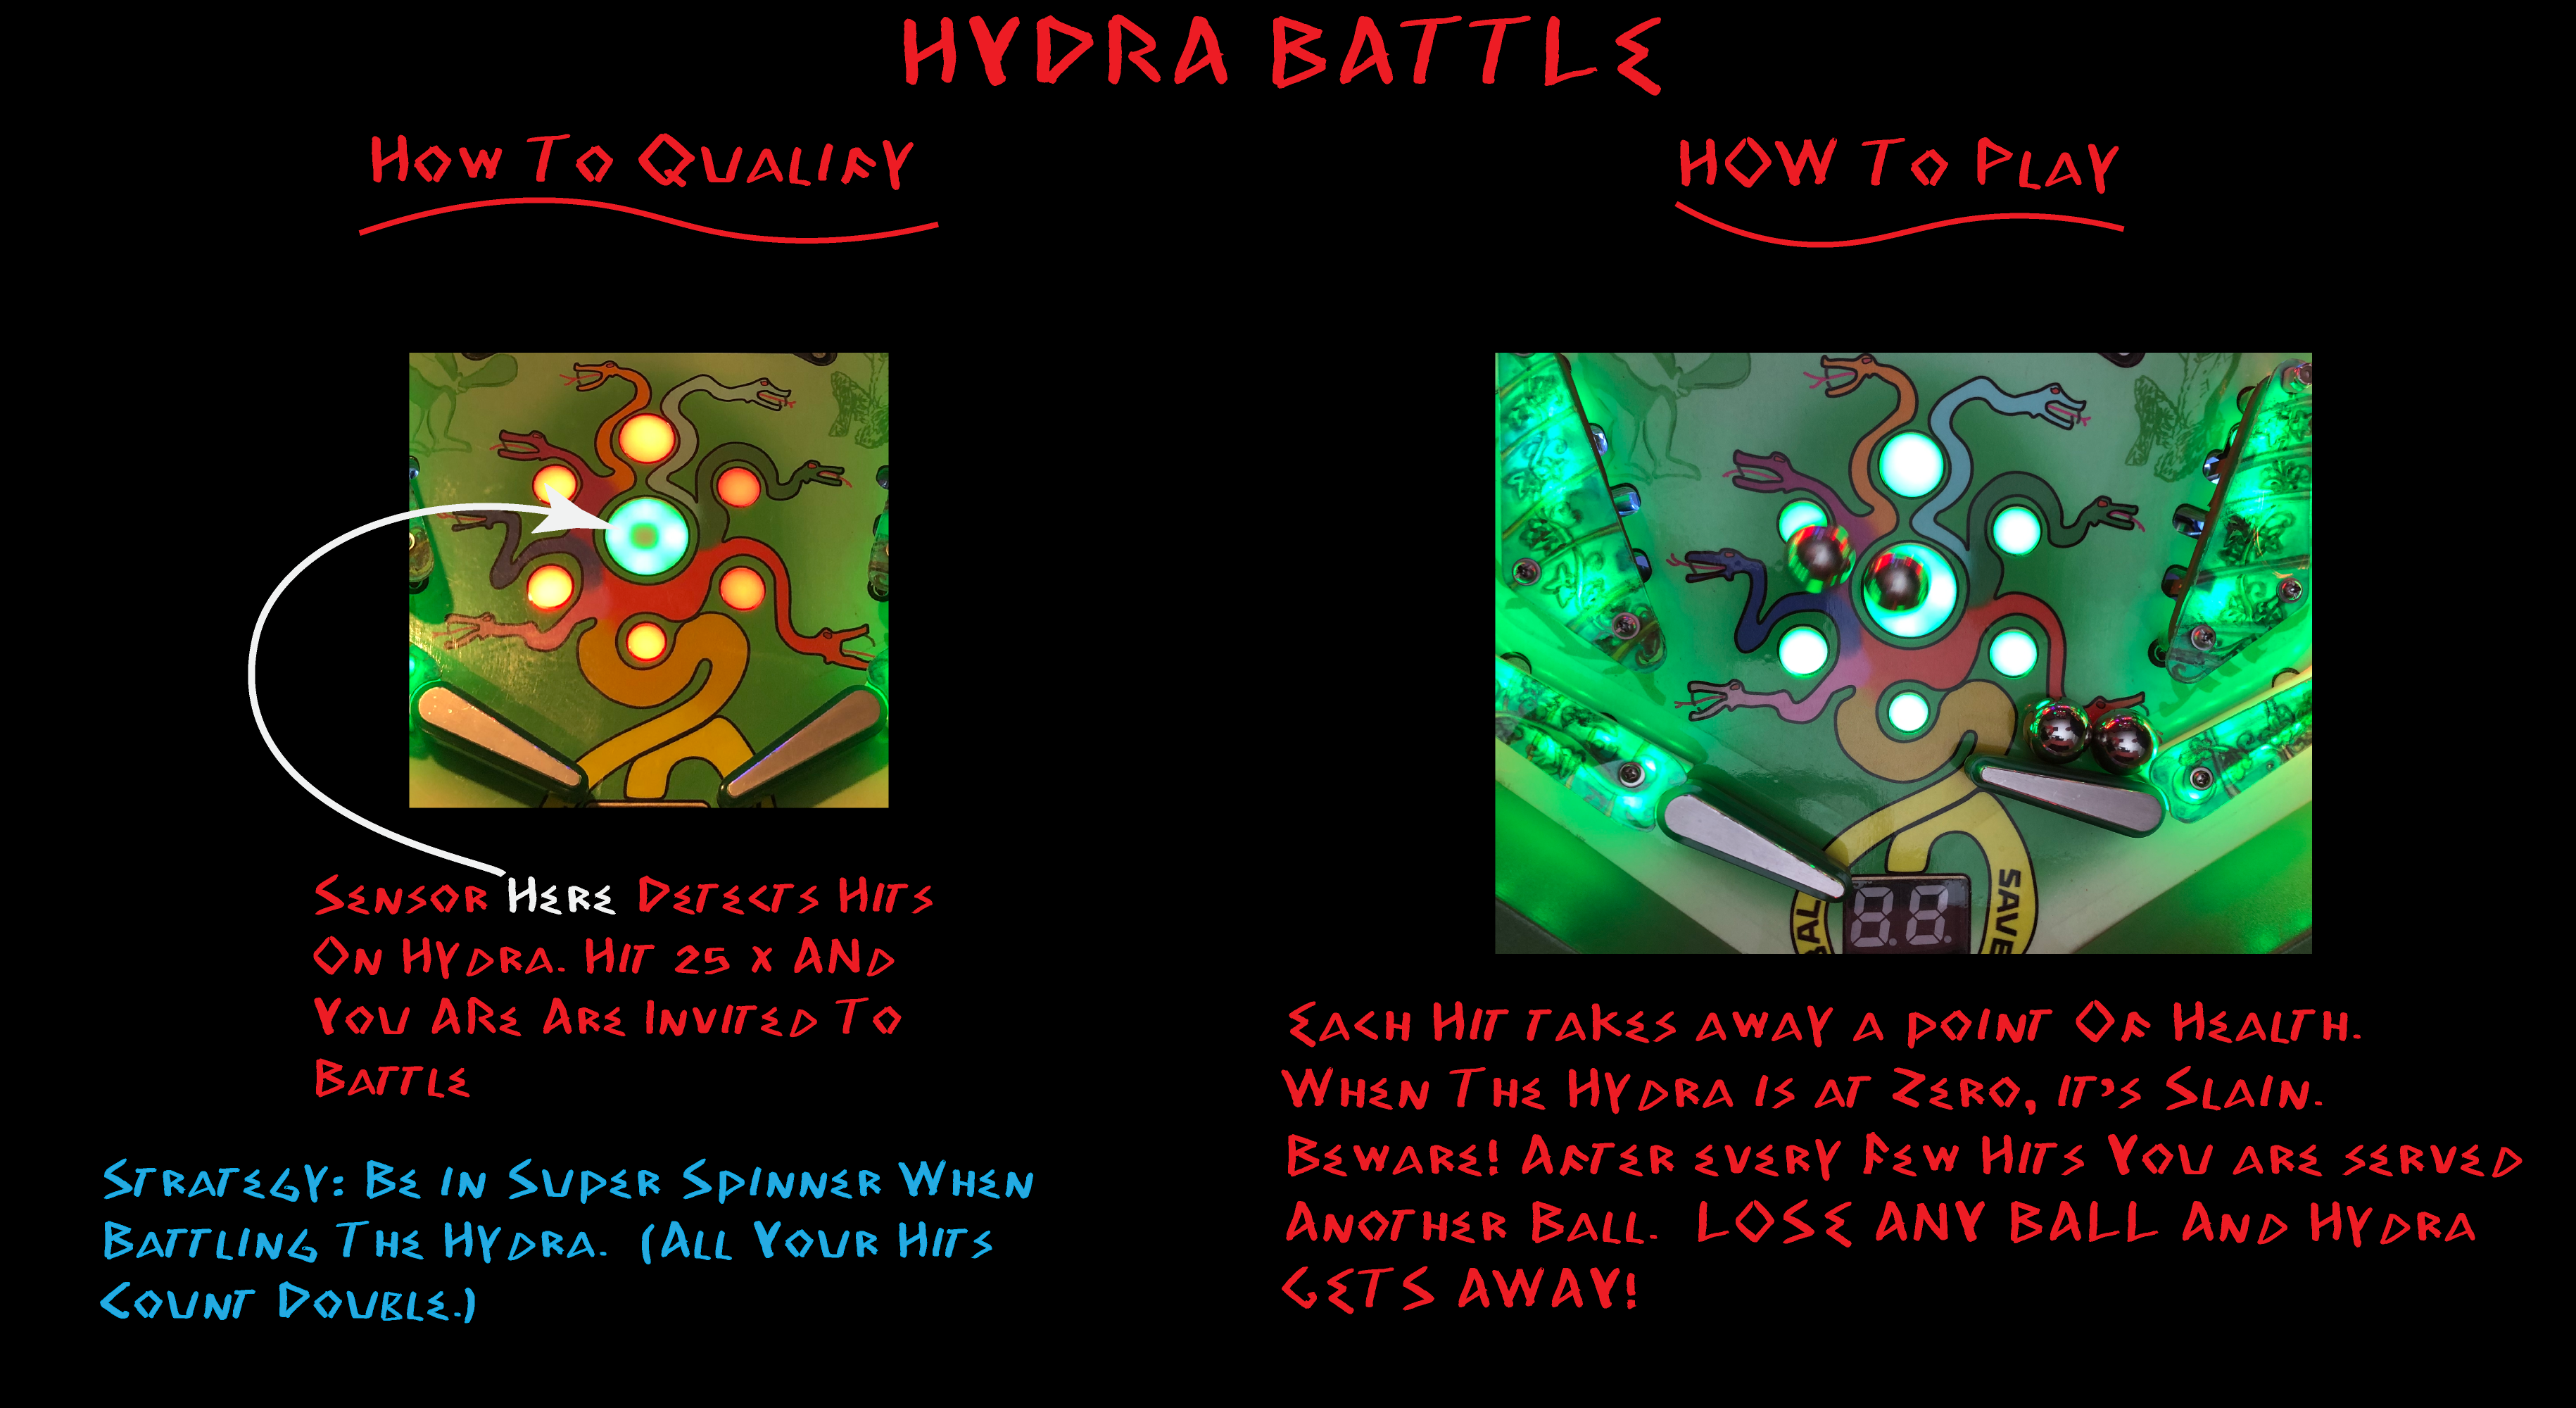 HYDRA BATTLE
How To Qualify
HOW To Play
Sensor Here Detects Hits
On Hydra. Hit 25 x ANd
You ARe Are Invited To
Battle
Strategy: Be in Super Spinner When
Battling The Hydra. (All Your Hits
Count Double.)
8.8.
SAVE
BAL
Each Hit takes away a point Of Health.
When The Hydra is at Zero, it's Slain.
Beware! After every Few Hits You are served
Another Ball. LOSE ANY BALL And Hydra
GETS AWAY!